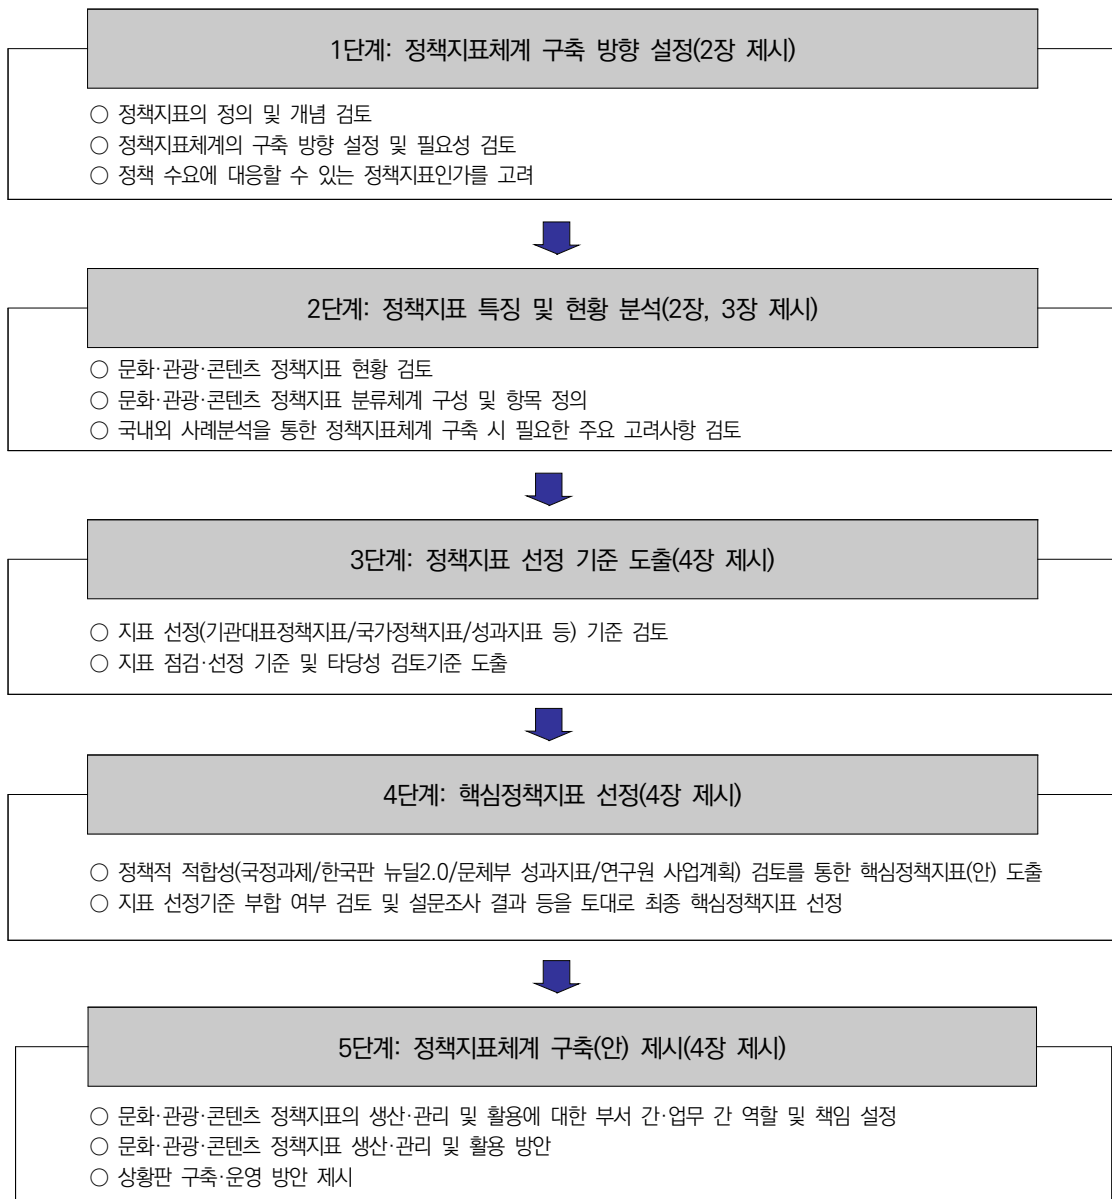 1단계: 정책지표체계 구축 방향 설정(2장 제시)
○ 정책지표의 정의 및 개념 검토
○ 정책지표체계의 구축 방향 설정 및 필요성 검토
○ 정책 수요에 대응할 수 있는 정책지표인가를 고려
2단계: 정책지표 특징 및 현황 분석(2장, 3장 제시)
○ 문화·관광·콘텐츠 정책지표 현황 검토
○ 문화·관광·콘텐츠 정책지표 분류체계 구성 및 항목 정의
○ 국내외 사례분석을 통한 정책지표체계 구축 시 필요한 주요 고려사항 검토
3단계: 정책지표 선정 기준 도출(4장 제시)
○ 지표 선정(기관대표정책지표/국가정책지표/성과지표 등) 기준 검토
○ 지표 점검·선정 기준 및 타당성 검토기준 도출
4단계: 핵심정책지표 선정(4장 제시)
○ 정책적 적합성(국정과제/한국판 뉴딜2.0/문체부 성과지표/연구원 사업계획) 검토를 통한 핵심정책지표(안) 도출
○ 지표 선정기준 부합 여부 검토 및 설문조사 결과 등을 토대로 최종 핵심정책지표 선정
5단계: 정책지표체계 구축(안) 제시(4장 제시)
○ 문화·관광·콘텐츠 정책지표의 생산·관리 및 활용에 대한 부서 간·업무 간 역할 및 책임 설정
○ 문화·관광·콘텐츠 정책지표 생산·관리 및 활용 방안
○ 상황판 구축·운영 방안 제시